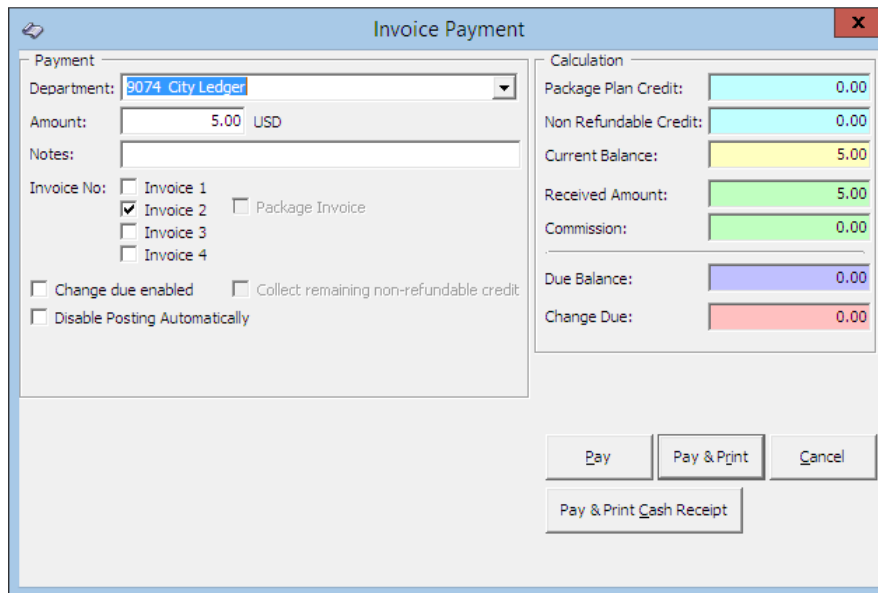 Invoice Payment
x
Payment
Department: 9074 City Ledger
Amount: 5.00 USD
Notes:
Invoice No: Invoice 1
Invoice 2 Package Invoice
Invoice 3
Invoice 4
Change due enabled Collect remaining non-refundable credit
Disable Posting Automatically
Calculation
Package Plan Credit: 0.00
Non Refundable Credit: 0.00
Current Balance: 5.00
Received Amount: 5.00
Commission: 0.00
Due Balance: 0.00
Change Due: 0.00
Pay Pay & Print Cancel
Pay & Print Cash Receipt